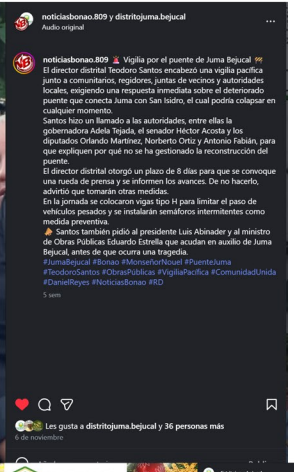 noticiasbonao.809 y distritojuma.bejucal
Audio original
noticiasbonao.809 🚨 Vigilia por el puente de Juma Bejucal 🚧
El director distrital Teodoro Santos encabezó una vigilia pacífica
junto a comunitarios, regidores, juntas de vecinos y autoridades
locales, exigiendo una respuesta inmediata sobre el deteriorado
puente que conecta Juma con San Isidro, el cual podría colapsar en
cualquier momento.
Santos hizo un llamado a las autoridades, entre ellas la
gobernadora Adela Tejada, el senador Héctor Acosta y los
diputados Orlando Martínez, Norberto Ortiz y Antonio Fabián, para
que expliquen por qué no se ha gestionado la reconstrucción del
puente.
El director distrital otorgó un plazo de 8 días para que se convoque
una rueda de prensa y se informen los avances. De no hacerlo,
advirtió que tomarán otras medidas.
En la jornada se colocaron vigas tipo H para limitar el paso de
vehículos pesados y se instalarán semáforos intermitentes como
medida preventiva.
📣 Santos también pidió al presidente Luis Abinader y al ministro
de Obras Públicas Eduardo Estrella que acudan en auxilio de Juma
Bejucal, antes de que ocurra una tragedia.
#JumaBejucal #Bonao #MonseñorNouel #PuenteJuma
#TeodoroSantos #ObrasPúblicas #VigiliaPacífica #ComunidadUnida
#DanielReyes #NoticiasBonao #RD
5 sem
Les gusta a distritojuma.bejucal y 36 personas más
6 de noviembre